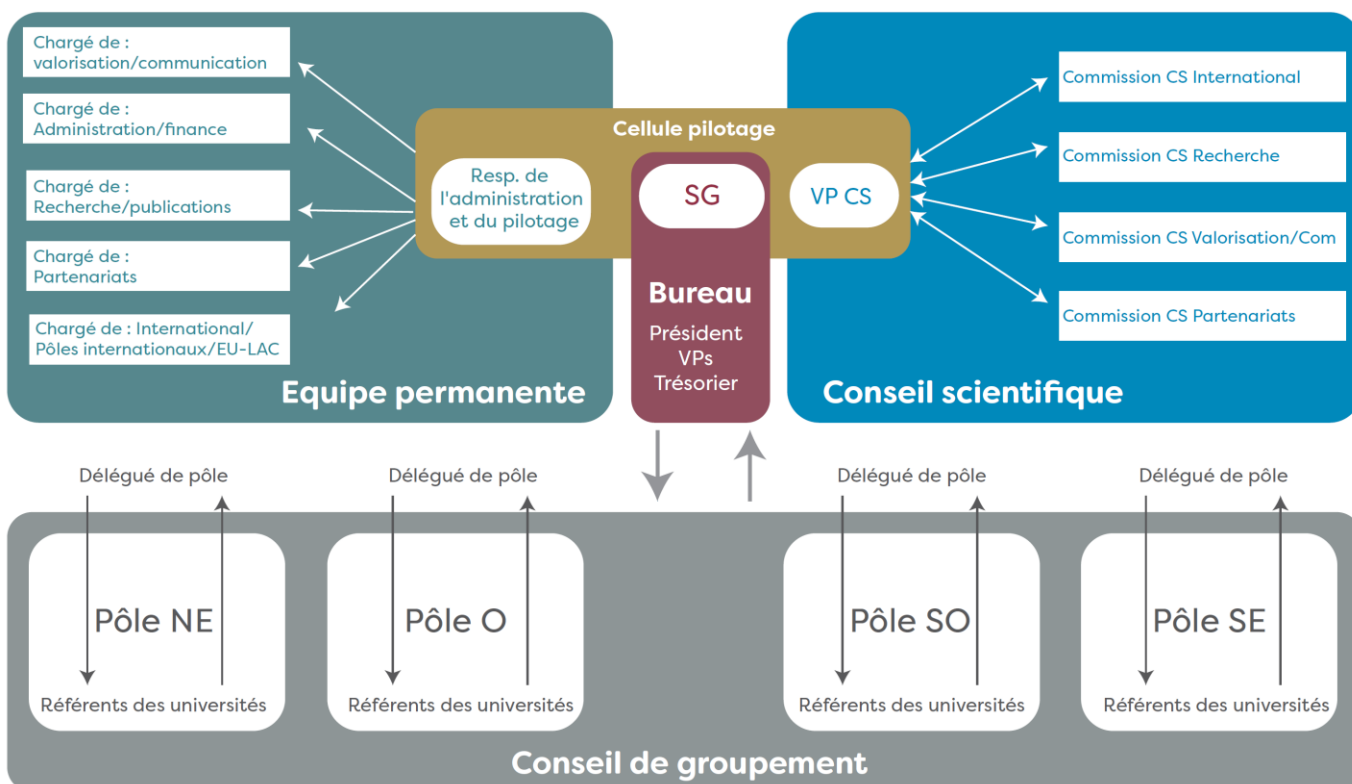 Chargé de :
valorisation/communication
Chargé de :
Administration/finance
Chargé de :
Recherche/publications
Chargé de :
Partenariats
Chargé de : International/
Pôles internationaux/EU-LAC
Equipe permanente
Cellule pilotage
Resp. de
l'administration
et du pilotage
SG
VP CS
Bureau
Président
VPs
Trésorier
Commission CS International
Commission CS Recherche
Commission CS Valorisation/Com
Commission CS Partenariats
Conseil scientifique
Délégué de pôle
Pôle NE
Référents des universités
Délégué de pôle
Pôle O
Référents des universités
Délégué de pôle
Pôle SO
Référents des universités
Délégué de pôle
Pôle SE
Référents des universités
Conseil de groupement